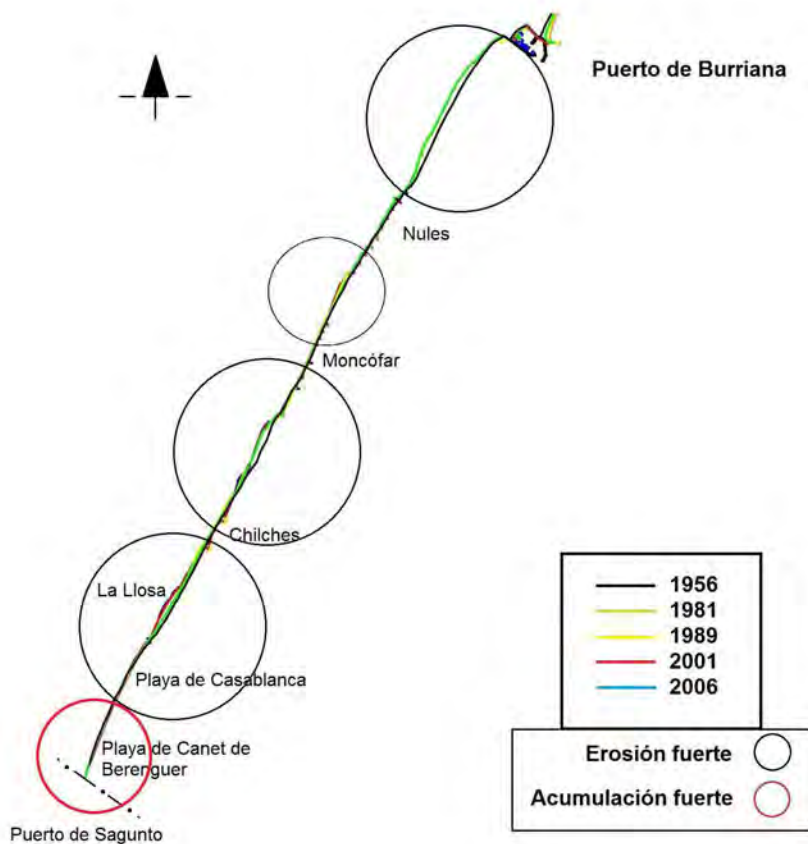 Puerto de Burriana
Nules
Moncófar
Chilches
La Llosa
Playa de Casablanca
Playa de Canet de
Berenguer
Puerto de Sagunto
1956
1981
1989
2001
2006
Erosión fuerte
Acumulación fuerte